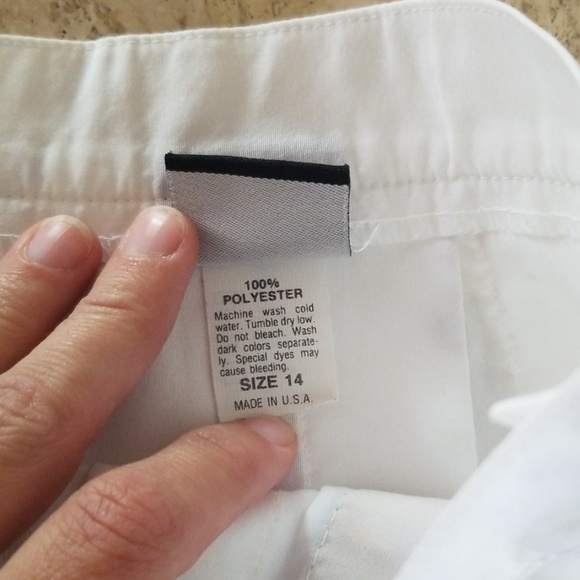 100%
POLYESTER
Machine wash cold
water. Tumble dry low.
Do not bleach. Wash
dark colors separate-
ly. Special dyes may
cause bleeding.
SIZE 14
MADE IN U.S.A.